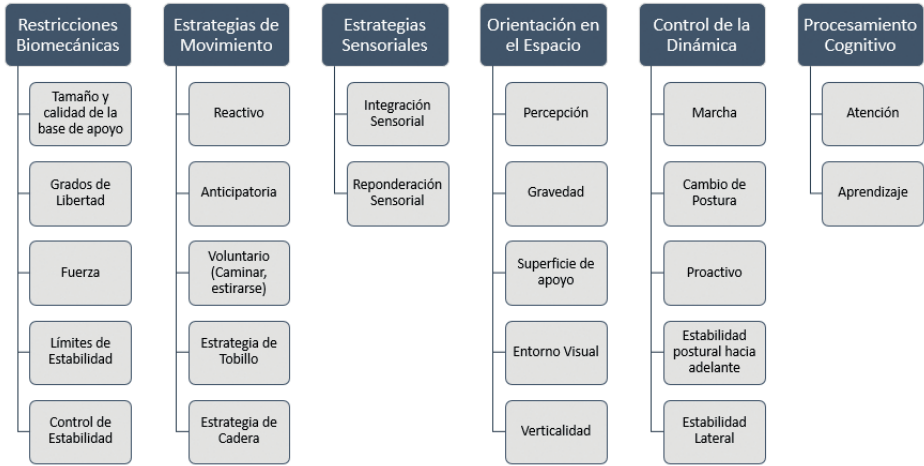 Restricciones
Biomecánicas
Tamaño y
calidad de la
base de apoyo
Grados de
Libertad
Fuerza
Límites de
Estabilidad
Control de
Estabilidad
Estrategias de
Movimiento
Reactivo
Anticipatoria
Voluntario
(Caminar,
estirarse)
Estrategia de
Tobillo
Estrategia de
Cadera
Estrategias
Sensoriales
Integración
Sensorial
Reponderación
Sensorial
Orientación en
el Espacio
Percepción
Gravedad
Superficie de
apoyo
Entorno Visual
Verticalidad
Control de la
Dinámica
Marcha
Cambio de
Postura
Proactivo
Estabilidad
postural hacia
adelante
Estabilidad
Lateral
Procesamiento
Cognitivo
Atención
Aprendizaje